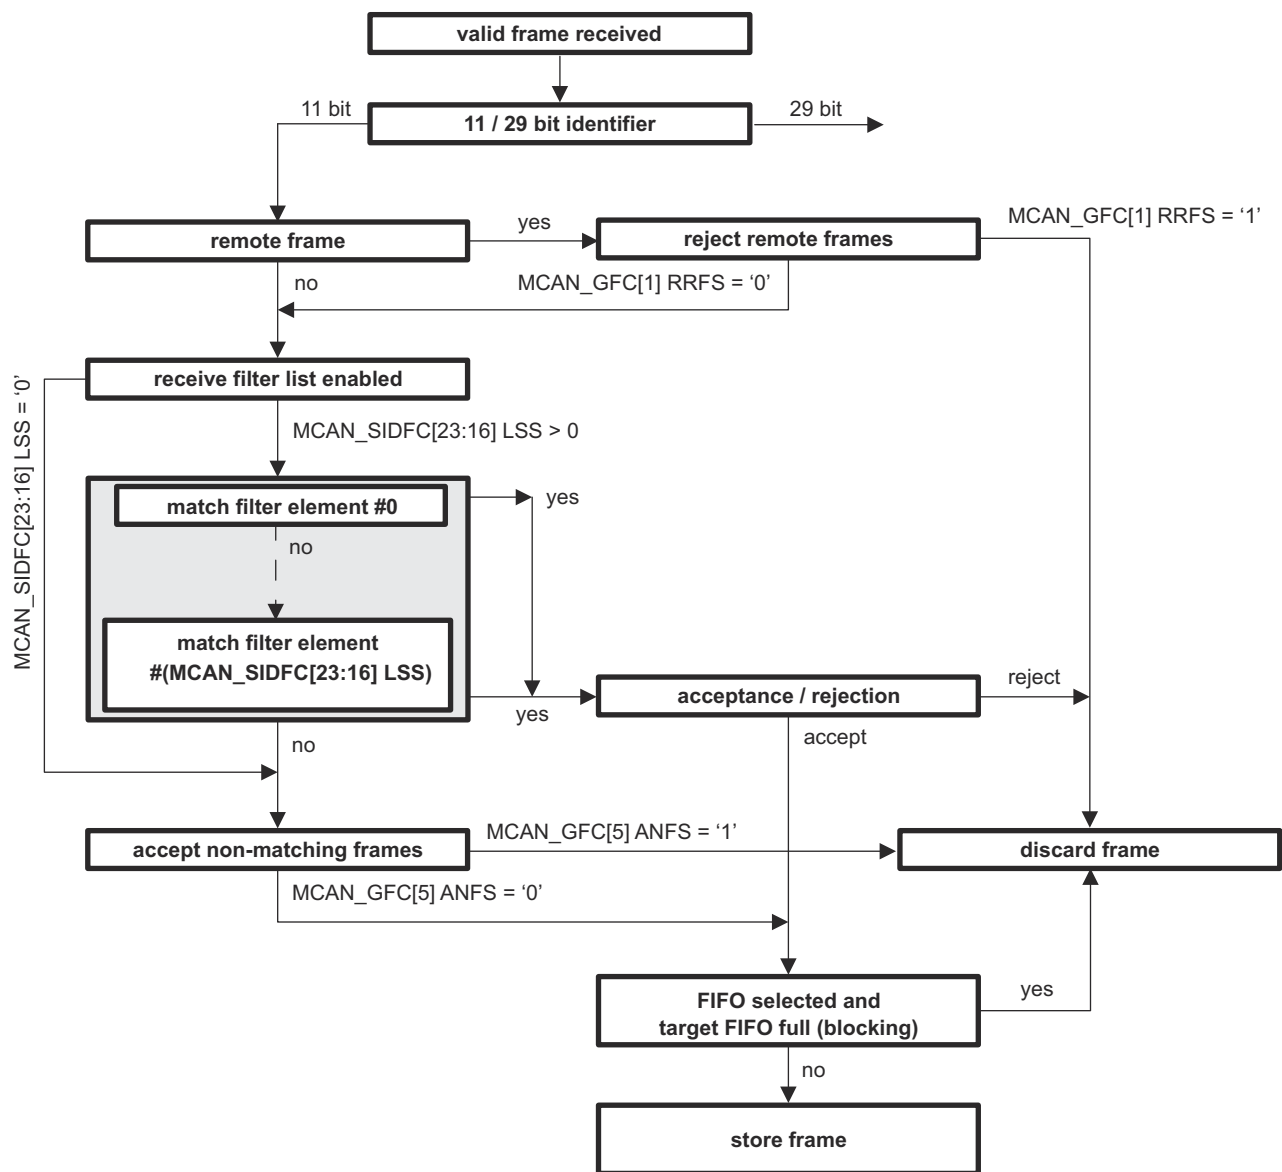 valid frame received
11 bit
11 / 29 bit identifier
29 bit
remote frame
yes
reject remote frames
MCAN_GFC[1] RRFS = ‘1’
no
MCAN_GFC[1] RRFS = ‘0’
receive filter list enabled
MCAN_SIDFC[23:16] LSS = ‘0’
MCAN_SIDFC[23:16] LSS > 0
match filter element #0
yes
no
match filter element
#(MCAN_SIDFC[23:16] LSS)
yes
acceptance / rejection
reject
accept
no
accept non-matching frames
MCAN_GFC[5] ANFS = ‘1’
discard frame
MCAN_GFC[5] ANFS = ‘0’
FIFO selected and
target FIFO full (blocking)
yes
no
store frame